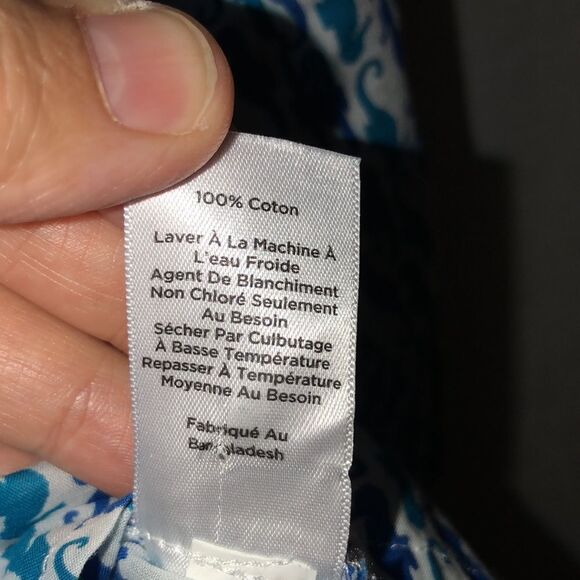 100% Coton
Laver À La Machine À
L'eau Froide
Agent De Blanchiment
Non Chloré Seulement
Au Besoin
Sécher Par Culbutage
À Basse Température
Repasser À Température
Moyenne Au Besoin
Fabriqué Au
Bangladesh